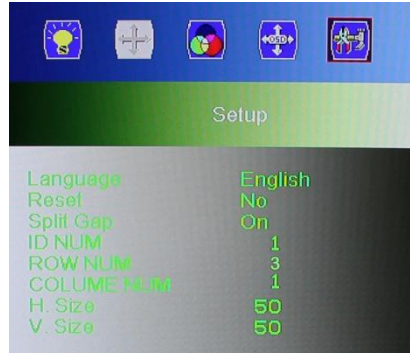 S
OSD
Setup
Language English
Reset No
Split Gap On
ID NUM 1
ROW NUM 3
COLUME NUM 1
H. Size 50
V. Size 50